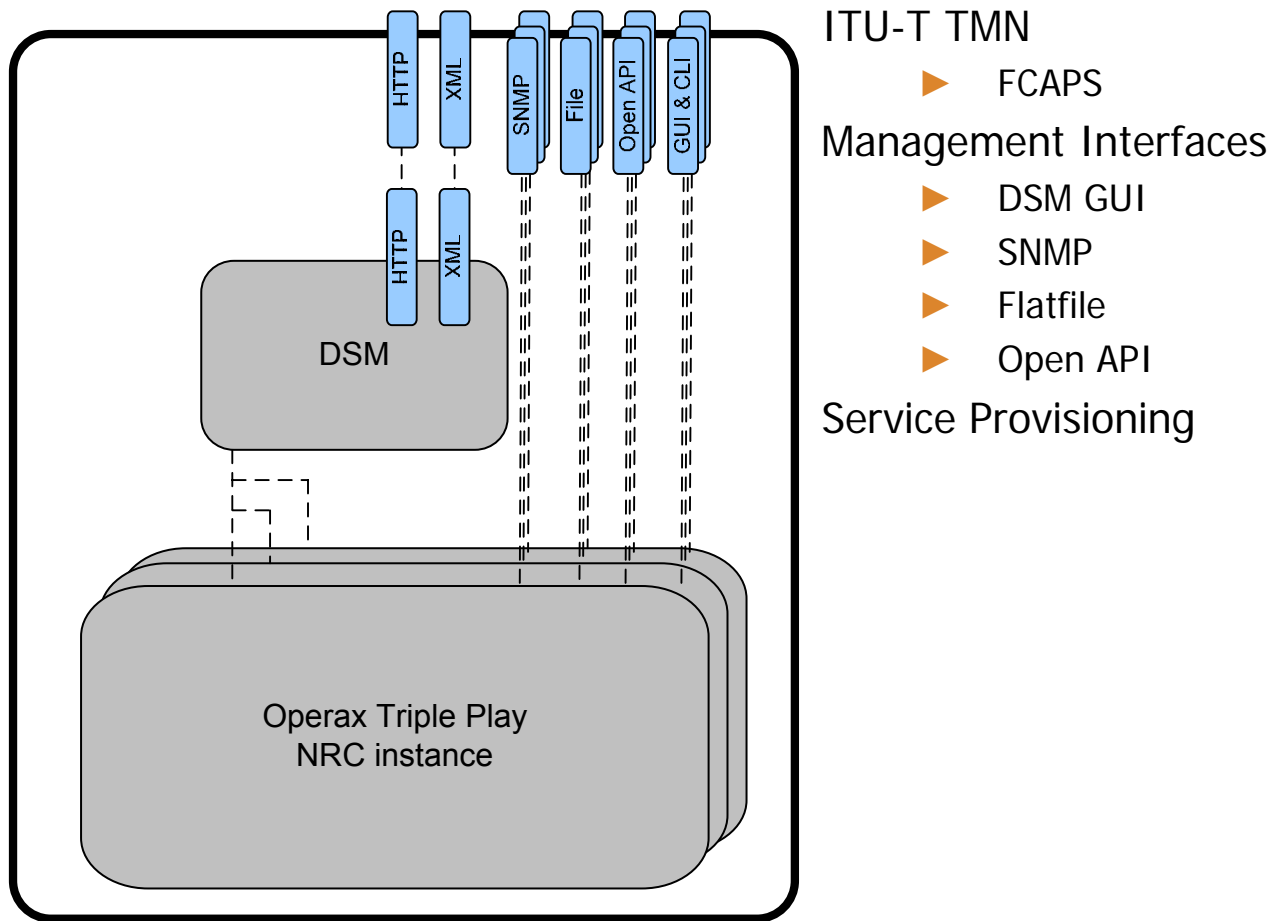 HTTP
XML
SNMP
File
Open API
GUI & CLI
HTTP
XML
DSM
Operax Triple Play
NRC instance
ITU-T TMN
FCAPS
Management Interfaces
DSM GUI
SNMP
Flatfile
Open API
Service Provisioning